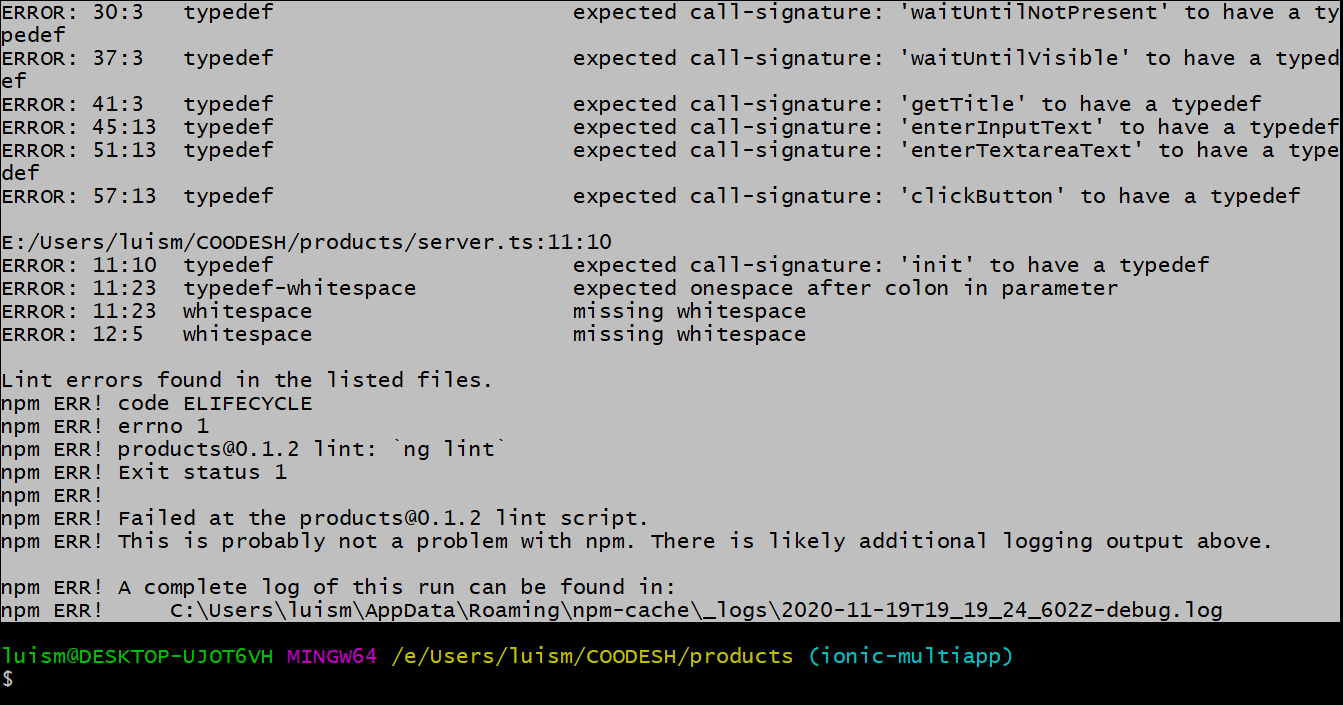 ERROR: 30:3   typedef                       expected call-signature: 'waitUntilNotPresent' to have a ty
pedef
ERROR: 37:3   typedef                       expected call-signature: 'waitUntilVisible' to have a typed
ef
ERROR: 41:3   typedef                       expected call-signature: 'getTitle' to have a typedef
ERROR: 45:13  typedef                       expected call-signature: 'enterInputText' to have a typedef
ERROR: 51:13  typedef                       expected call-signature: 'enterTextareaText' to have a type
def
ERROR: 57:13  typedef                       expected call-signature: 'clickButton' to have a typedef
E:/Users/luism/COODESH/products/server.ts:11:10
ERROR: 11:10  typedef                       expected call-signature: 'init' to have a typedef
ERROR: 11:23  typedef-whitespace            expected onespace after colon in parameter
ERROR: 11:23  whitespace                    missing whitespace
ERROR: 12:5   whitespace                    missing whitespace
Lint errors found in the listed files.
npm ERR! code ELIFECYCLE
npm ERR! errno 1
npm ERR! products@0.1.2 lint: `ng lint`
npm ERR! Exit status 1
npm ERR!
npm ERR! Failed at the products@0.1.2 lint script.
npm ERR! This is probably not a problem with npm. There is likely additional logging output above.
npm ERR! A complete log of this run can be found in:
npm ERR!     C:\Users\luism\AppData\Roaming\npm-cache\_logs\2020-11-19T19_19_24_602Z-debug.log
luism@DESKTOP-UJOT6VH MINGW64 /e/Users/luism/COODESH/products (ionic-multiapp)
$